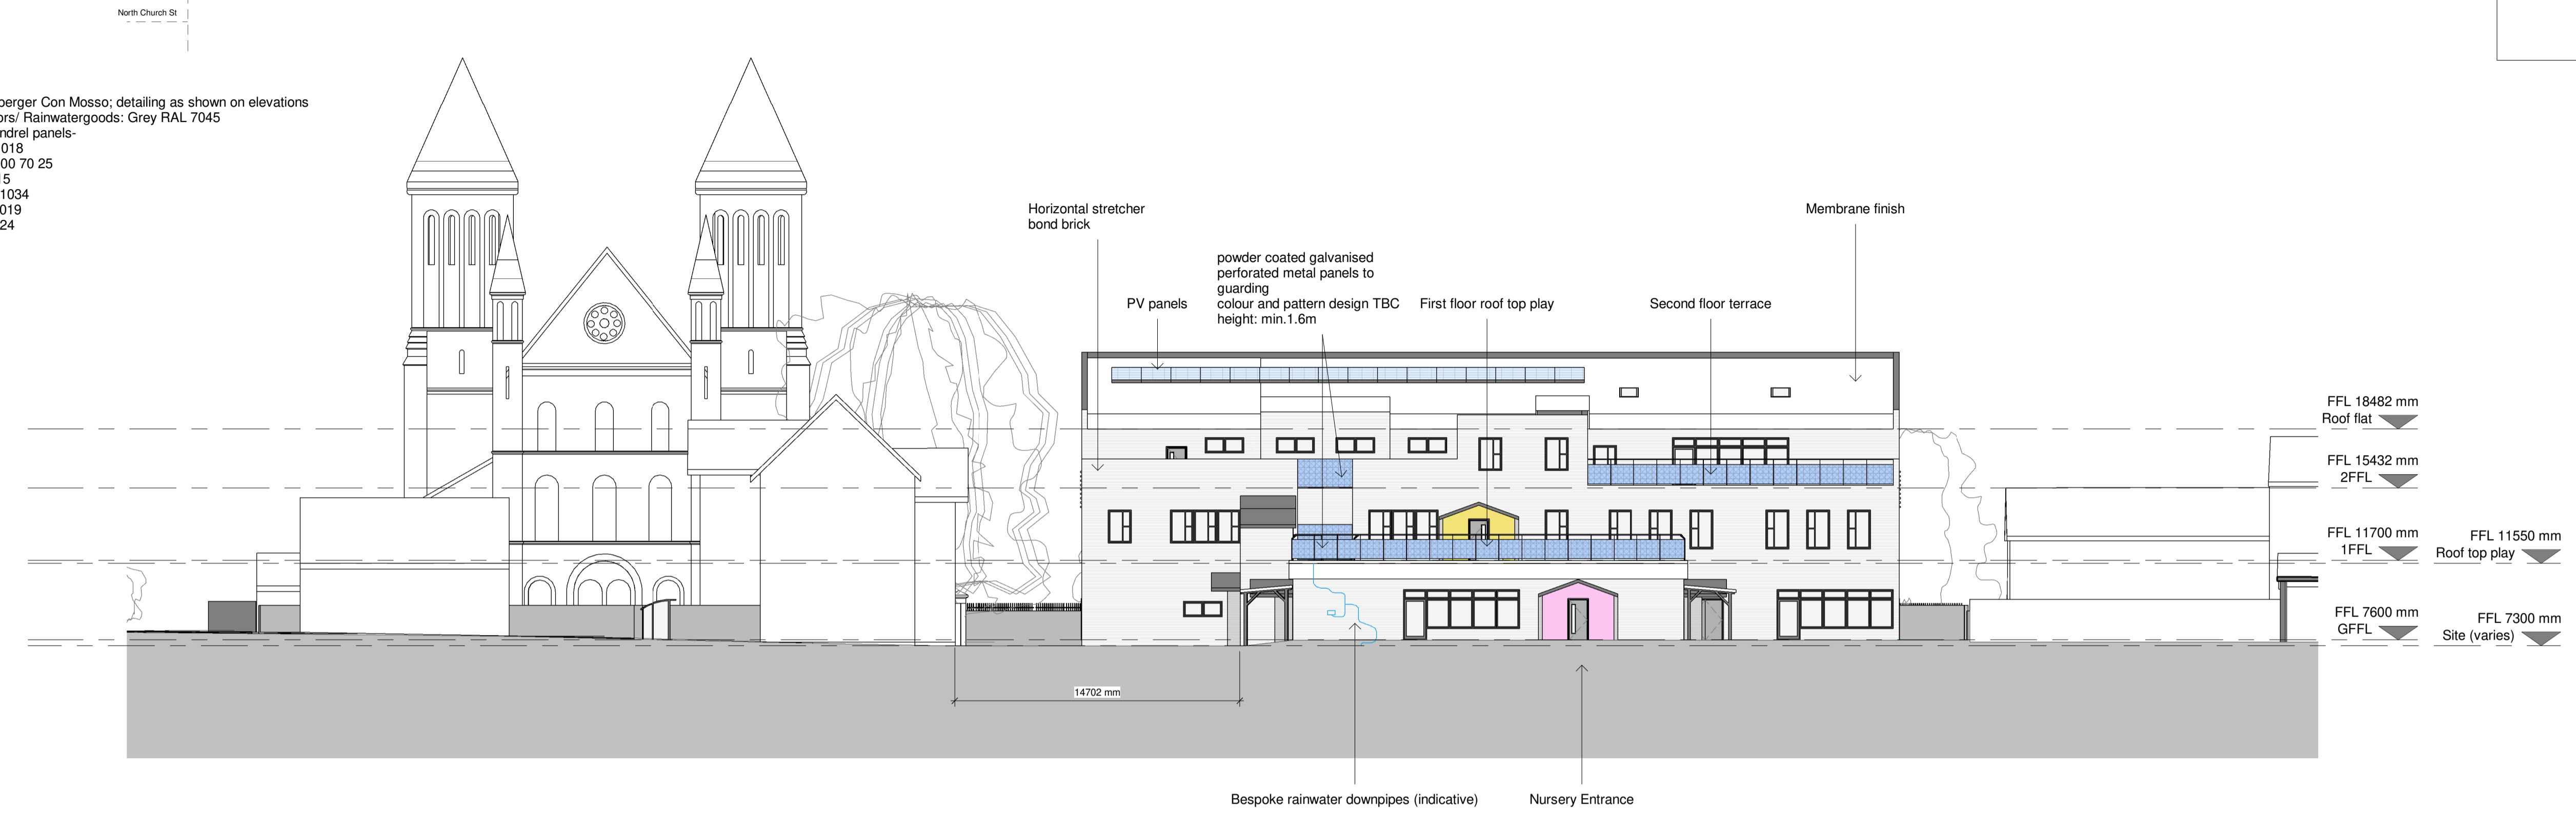 North Church St
berger Con Mosso; detailing as shown on elevations
ors/ Rainwatergoods: Grey RAL 7045
ndrel panels-
018
00 70 25
15
1034
019
24
Horizontal stretcher
bond brick
PV panels
powder coated galvanised
perforated metal panels to
guarding
colour and pattern design TBC
height: min.1.6m
First floor roof top play
Second floor terrace
Membrane finish
FFL 18482 mm
Roof flat
FFL 15432 mm
2FFL
FFL 11700 mm
1FFL
FFL 11550 mm
Roof top play
FFL 7600 mm
GFFL
FFL 7300 mm
Site (varies)
14702 mm
Bespoke rainwater downpipes (indicative)
Nursery Entrance